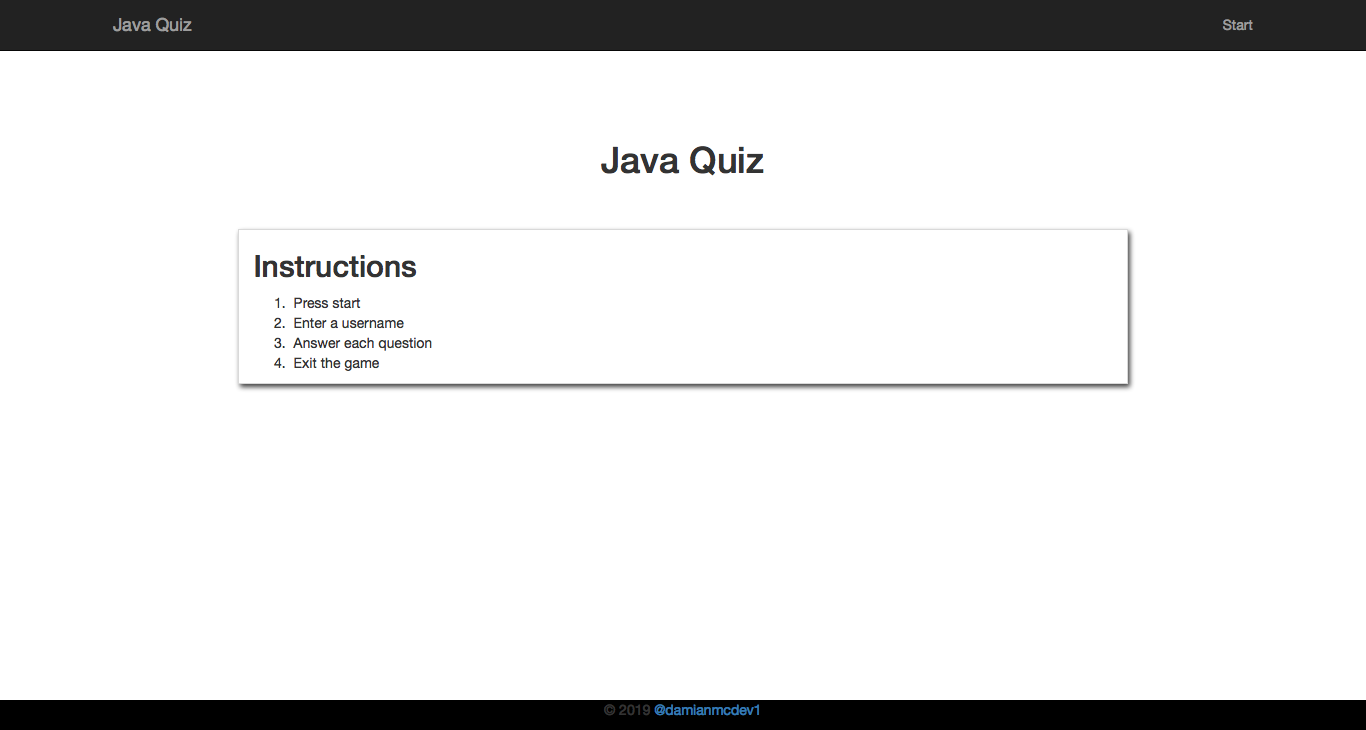 Java Quiz
Start
Java Quiz
Instructions
1. Press start
2. Enter a username
3. Answer each question
4. Exit the game
© 2019 @damianmcdev1